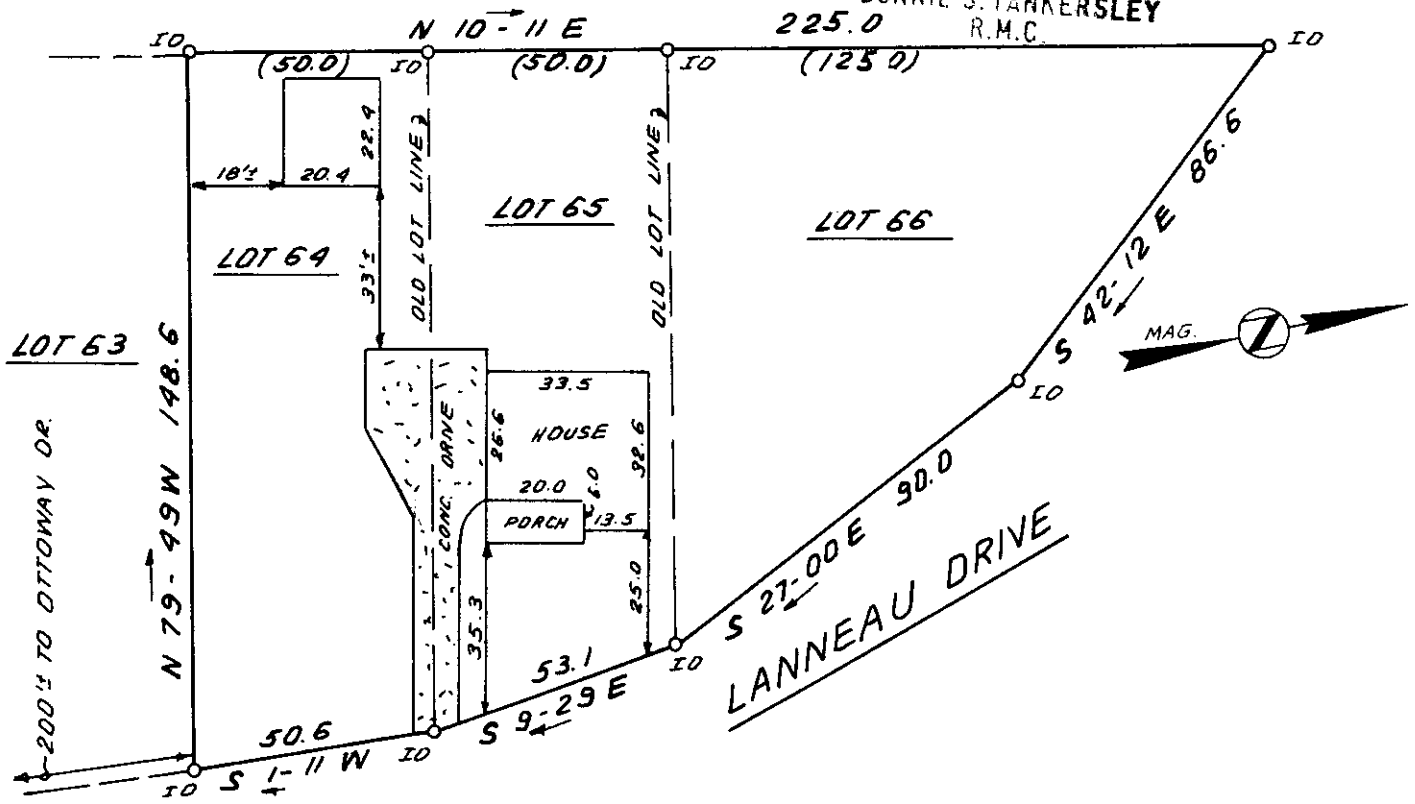 BONNIE S. TANKERSLEY
R.M.C.
IO
N 10-11 E
225.0
IO
(50.0)
IO
(50.0)
IO
(125.0)
22.4
18'±
20.4
OLD LOT LINE
OLD LOT LINE
86.6
LOT 65
LOT 66
LOT 64
33'±
S 42-12 E
LOT 63
MAG.
N 79-49 W 148.6
33.5
IO
CONC. DRIVE
26.6
HOUSE
32.6
20.0
6.0
PORCH
13.5
90.0
S 27-00 E
25.0
35.3
IO
LANNEAU DRIVE
53.1
S 9-29 E
200'± TO OTTOWAY DR.
50.6
IO
S 1-11 W
IO